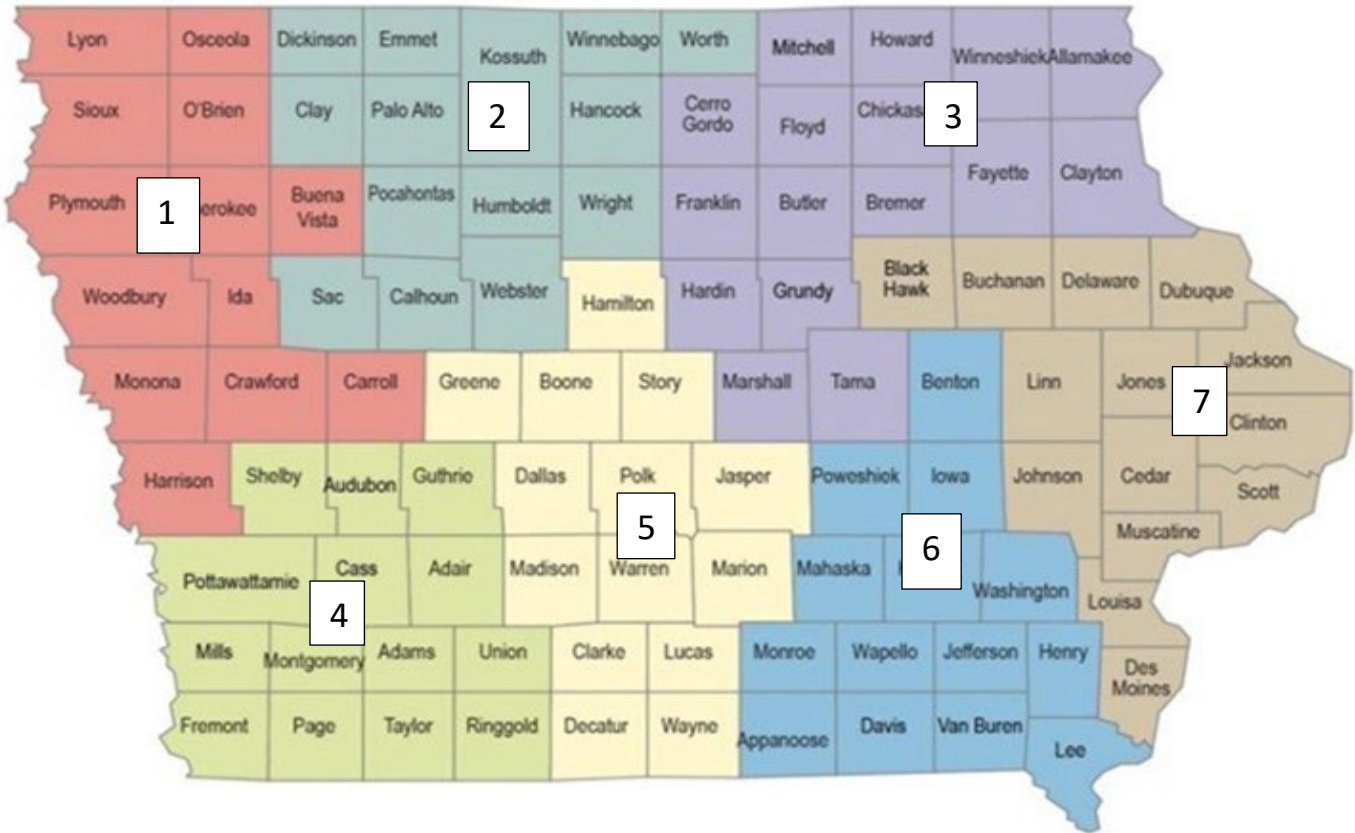 Lyon
Osceola
Dickinson
Emmet
Kossuth
Winnebago
Worth
Mitchell
Howard
Winneshiek
Allamakee
Sioux
O'Brien
Clay
Palo Alto
2
Hancock
Cerro
Gordo
Floyd
Chickas
3
Plymouth
1
erokee
Buena
Vista
Pocahontas
Humboldt
Wright
Franklin
Butler
Bremer
Fayette
Clayton
Woodbury
Ida
Sac
Calhoun
Webster
Hamilton
Hardin
Grundy
Black
Hawk
Buchanan
Delaware
Dubuque
Monona
Crawford
Carroll
Greene
Boone
Story
Marshall
Tama
Benton
Linn
Jones
7
Jackson
Clinton
Harrison
Shelby
Audubon
Guthrie
Dallas
Polk
Jasper
Poweshiek
Iowa
Johnson
Cedar
Scott
5
6
Muscatine
Pottawattamie
Cass
Adair
Madison
Warren
Marion
Mahaska
Washington
Louisa
4
Mills
Montgomery
Adams
Union
Clarke
Lucas
Monroe
Wapello
Jefferson
Henry
Des
Moines
Fremont
Page
Taylor
Ringgold
Decatur
Wayne
Appanoose
Davis
Van Buren
Lee